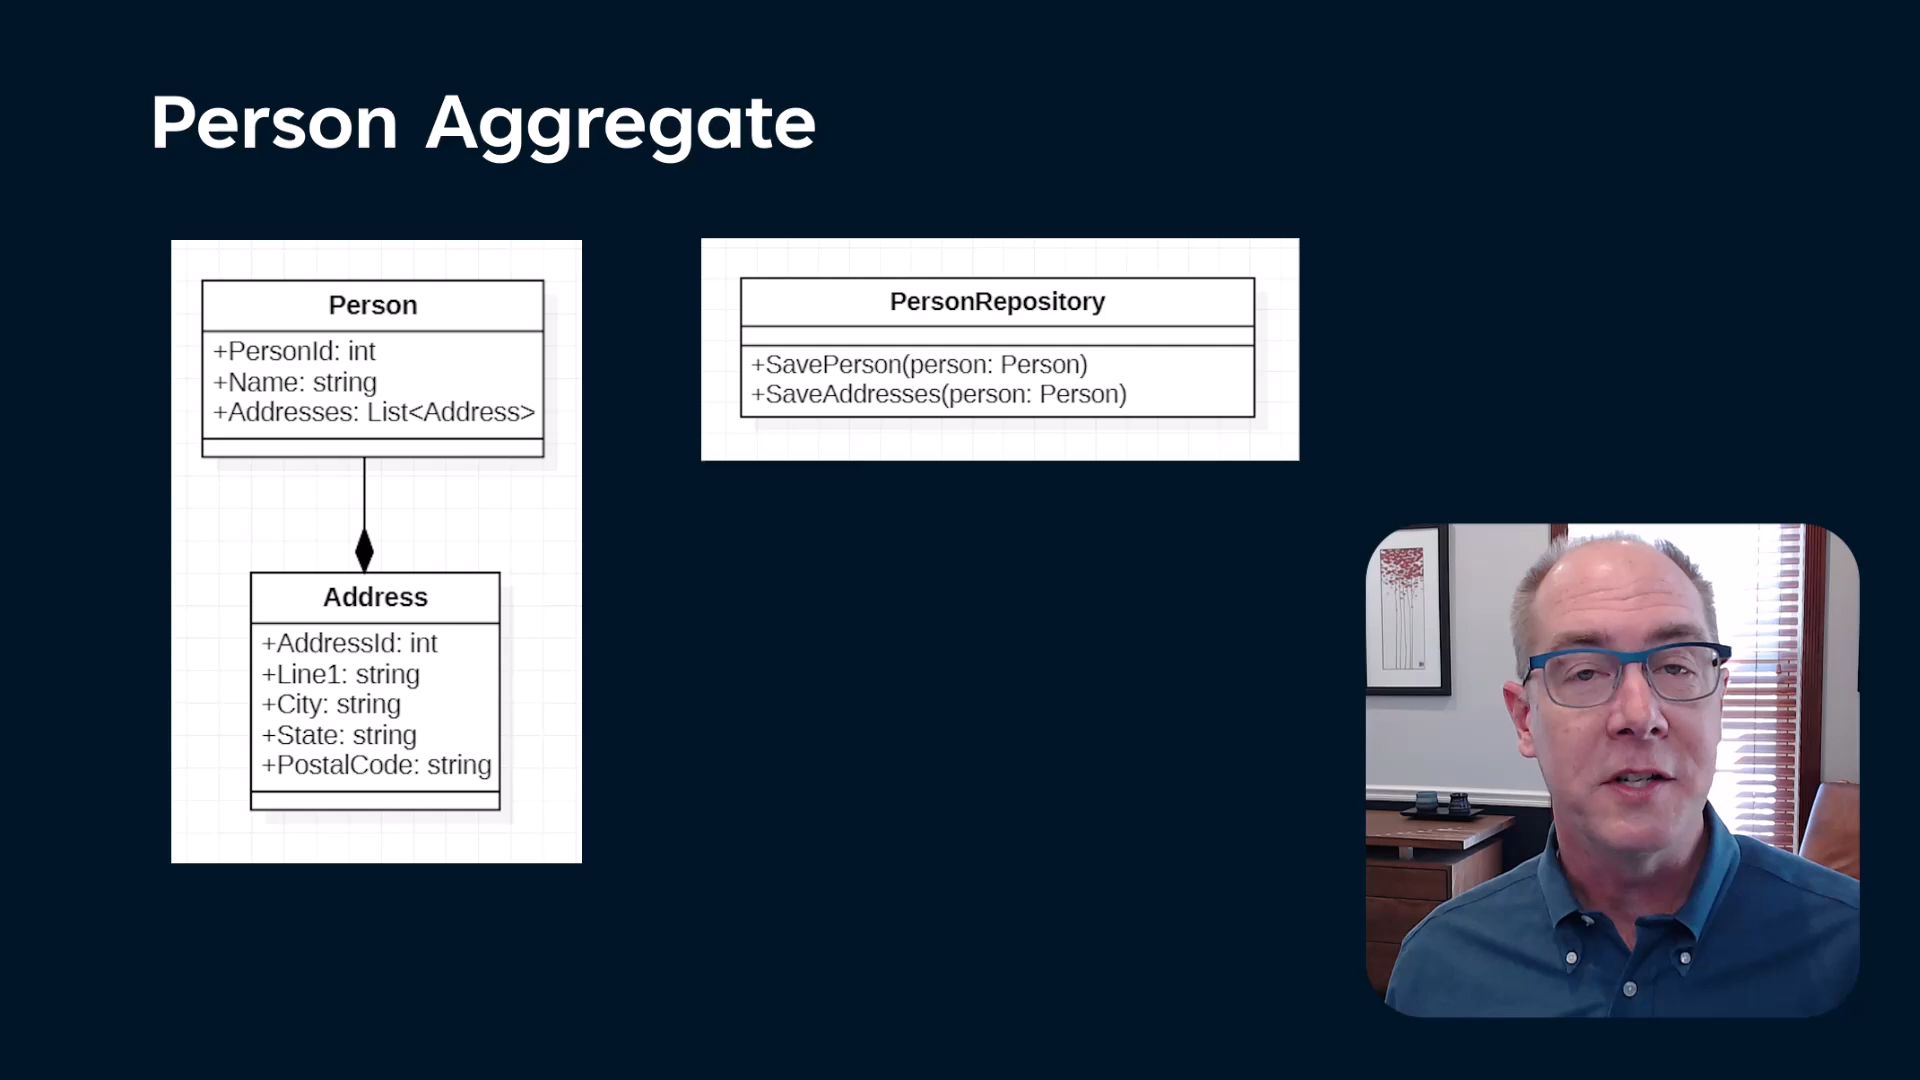 Person Aggregate
Person
+PersonId: int
+Name: string
+Addresses: List<Address>
Address
+AddressId: int
+Line1: string
+City: string
+State: string
+PostalCode: string
PersonRepository
+SavePerson(person: Person)
+SaveAddresses(person: Person)